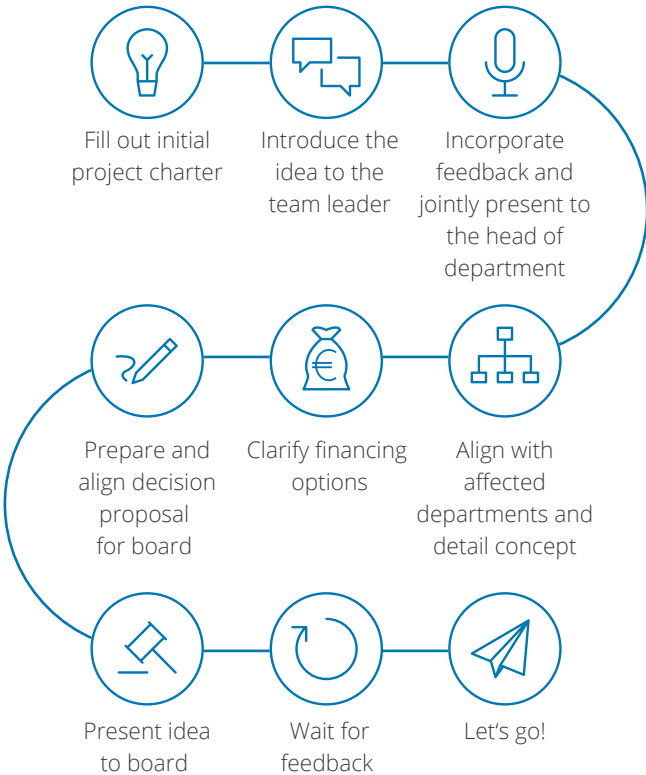 Fill out initial
project charter
Introduce the
idea to the
team leader
Incorporate
feedback and
jointly present to
the head of
department
Align with
affected
departments and
detail concept
€
Clarify financing
options
Prepare and
align decision
proposal
for board
Present idea
to board
Wait for
feedback
Let‘s go!